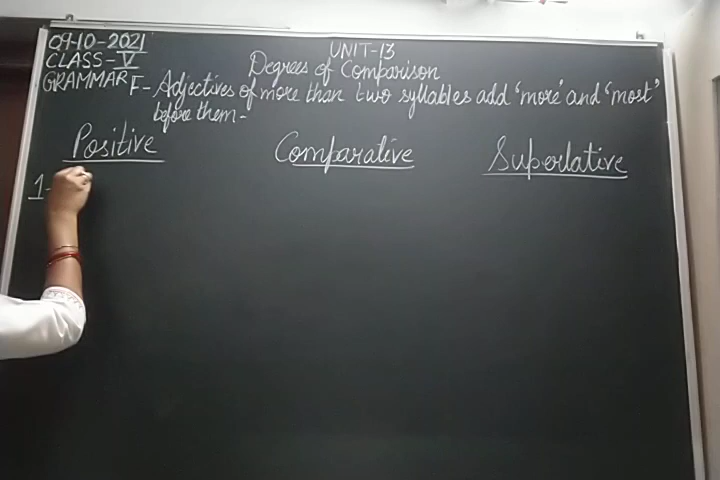 09-10-2021
UNIT-13
CLASS-V
Degrees of Comparison
GRAMMAR
F- Adjectives of more than two syllables add 'more' and 'most'
before them-
Positive Comparative Superlative
1-